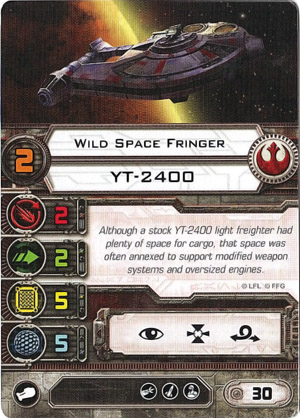 Wild Space Fringer
2
YT-2400
2
2
5
5
Although a stock YT-2400 light freighter had
plenty of space for cargo, that space was
often annexed to support modified weapon
systems and oversized engines.
© LFL © FFG
30